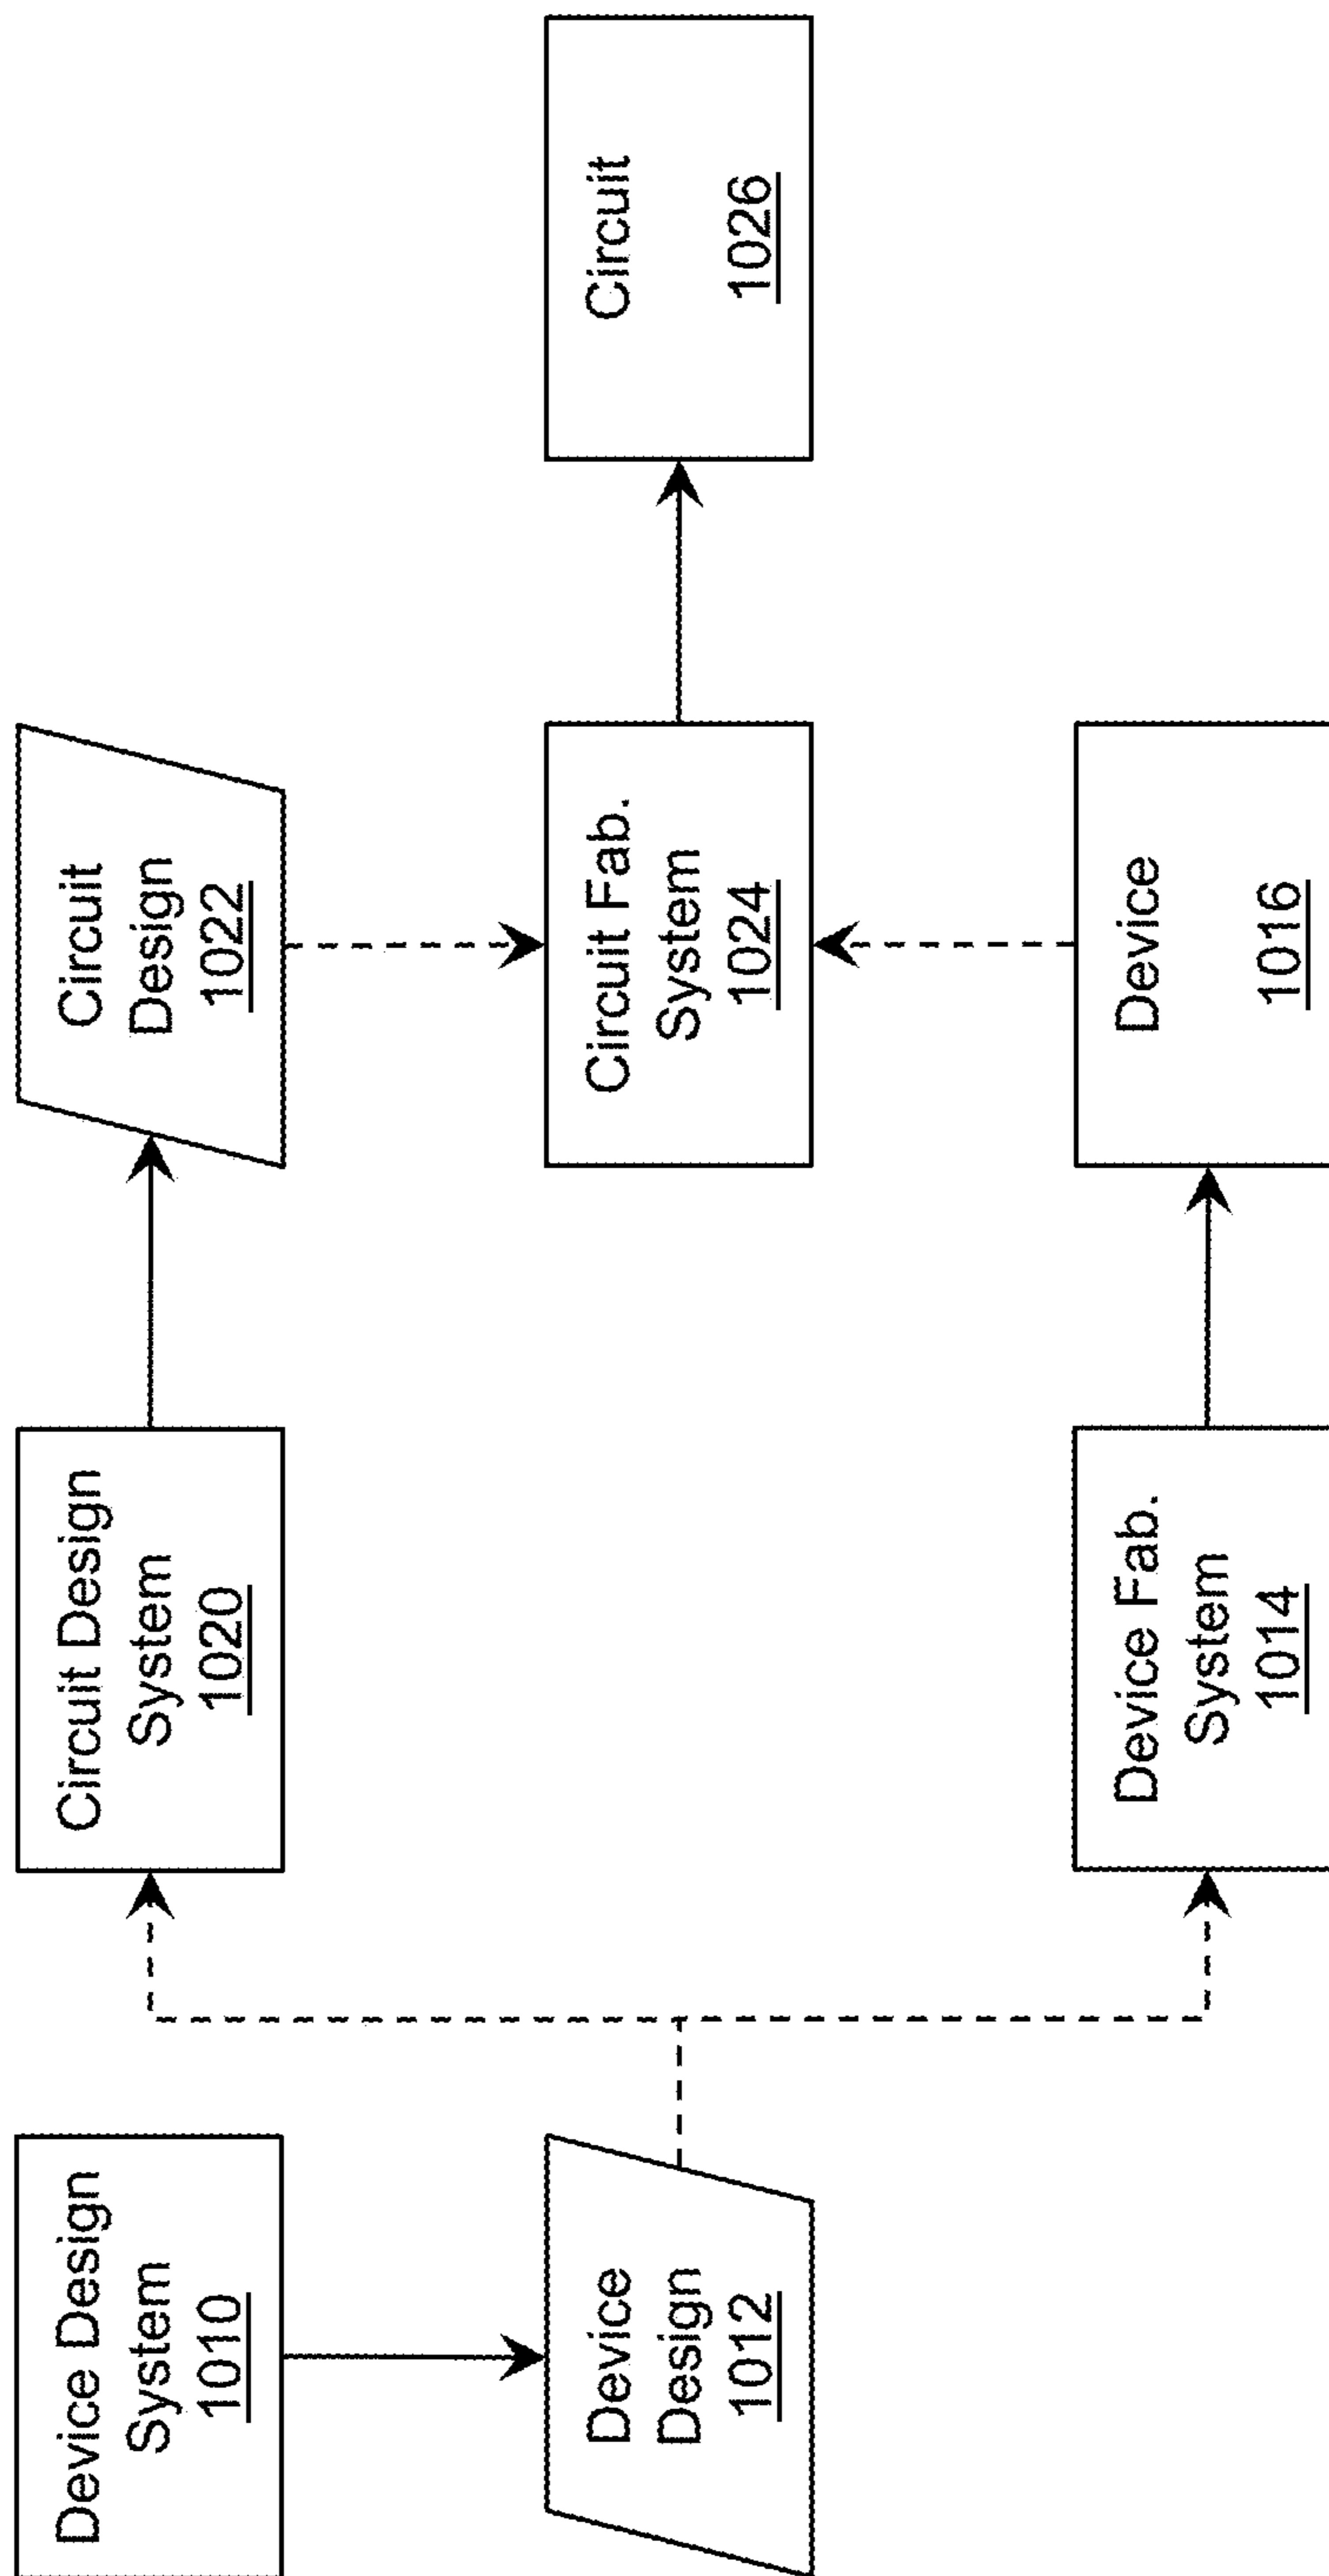 Device Design
System
1010
Device
Design
1012
Circuit Design
System
1020
Device Fab.
System
1014
Circuit
Design
1022
Circuit Fab.
System
1024
Device
1016
Circuit
1026